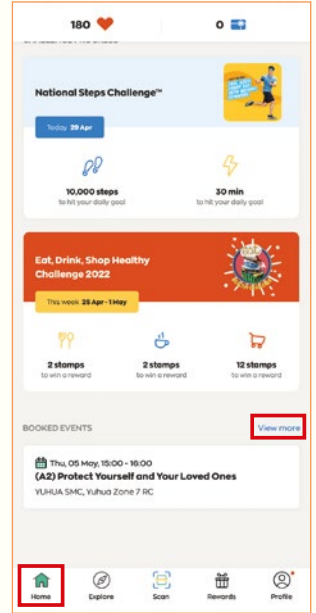 180
0
National Steps Challenge™
Today 29 Apr
10,000 steps
to hit your daily goal
30 min
to hit your daily goal
Eat, Drink, Shop Healthy
Challenge 2022
This week 25 Apr - 1 May
2 stamps
to win a reward
2 stamps
to win a reward
12 stamps
to win a reward
BOOKED EVENTS
View more
Thu, 05 May, 15:00 - 16:00
(A2) Protect Yourself and Your Loved Ones
YUHUA SMC, Yuhua Zone 7 RC
Home
Explore
Scan
Rewards
Profile